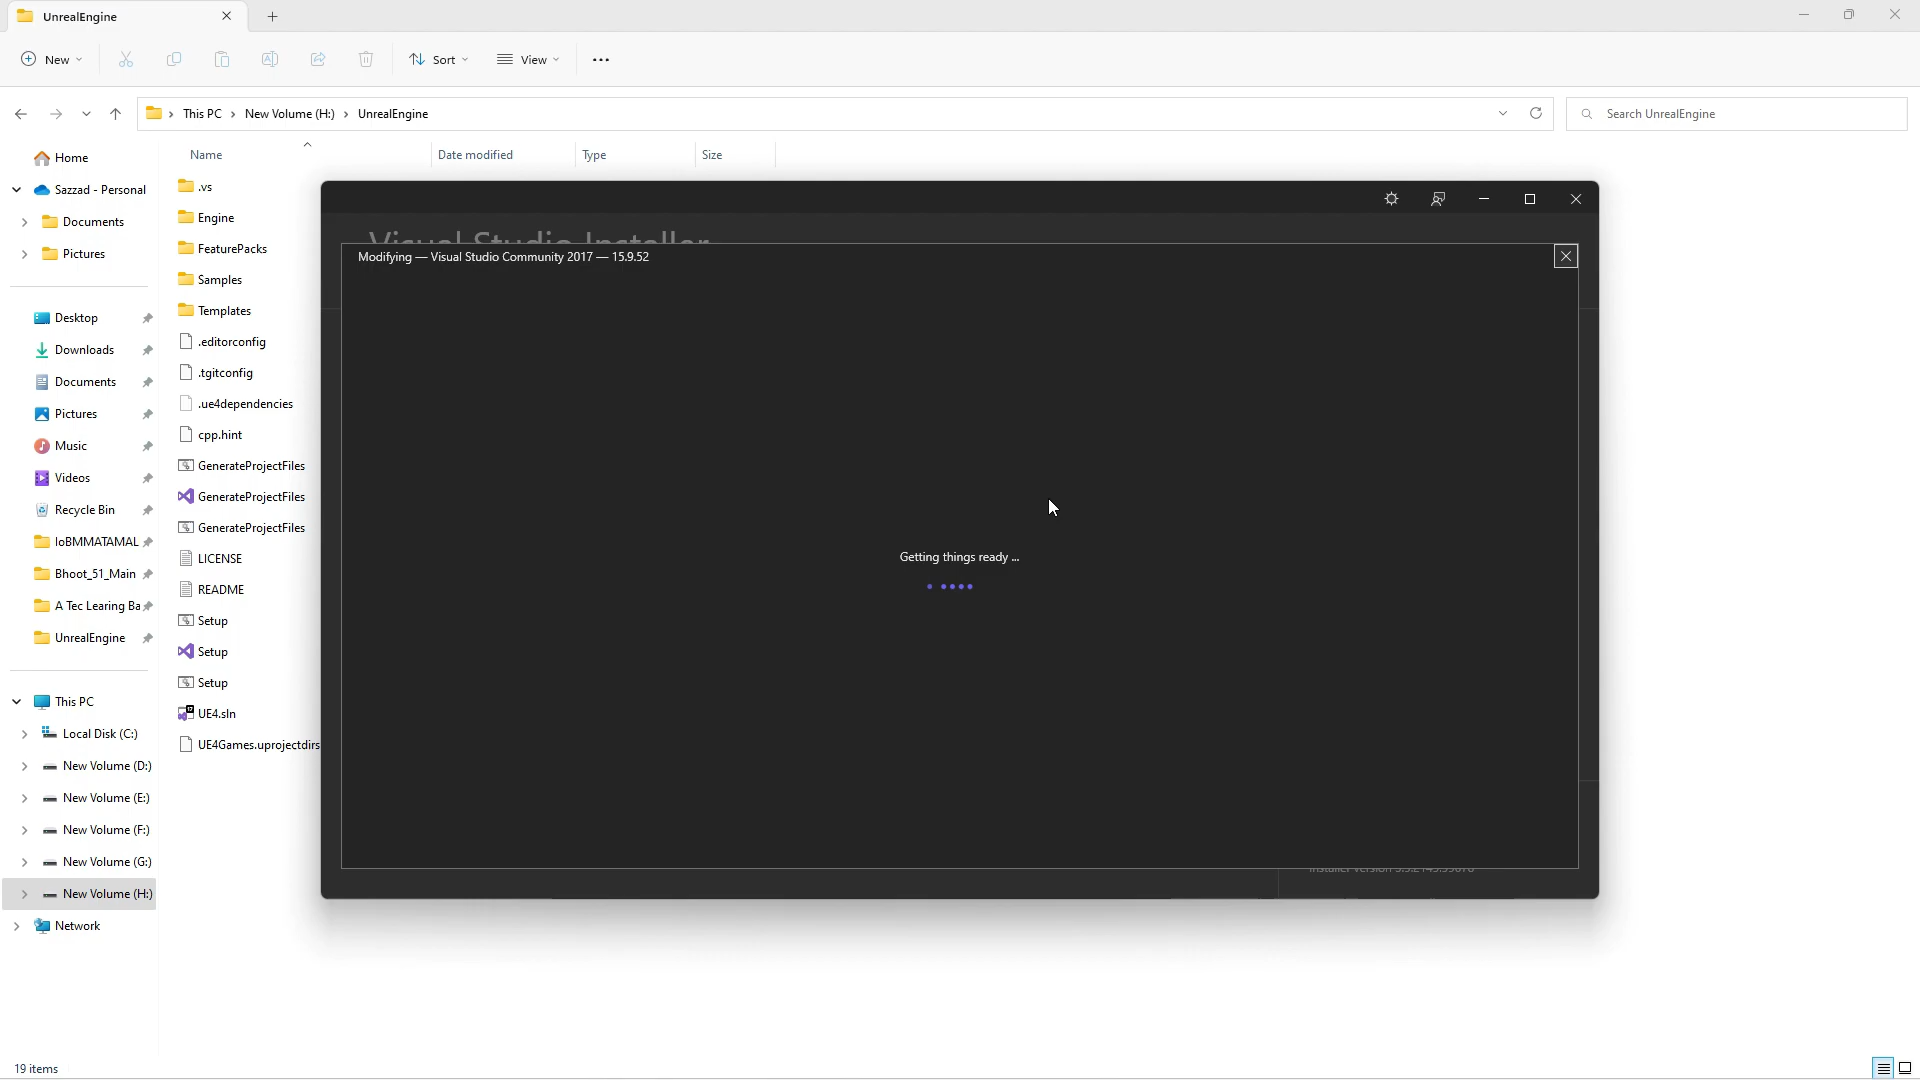 UnrealEngine
New
Sort
View
This PC
New Volume (H:)
UnrealEngine
Search UnrealEngine
Home
Sazzad - Personal
Documents
Pictures
Desktop
Downloads
Documents
Pictures
Music
Videos
Recycle Bin
IoBMMATAMAL
Bhoot_51_Main
A Tec Learing Ba
UnrealEngine
This PC
Local Disk (C:)
New Volume (D:)
New Volume (E:)
New Volume (F:)
New Volume (G:)
New Volume (H:)
Network
Name
Date modified
Type
Size
.vs
Engine
FeaturePacks
Samples
Templates
.editorconfig
.tgitconfig
.ue4dependencies
cpp.hint
GenerateProjectFiles
GenerateProjectFiles
GenerateProjectFiles
LICENSE
README
Setup
Setup
Setup
UE4.sln
UE4Games.uprojectdirs
Visual Studio Installer
Modifying — Visual Studio Community 2017 — 15.9.52
Getting things ready ...
19 items